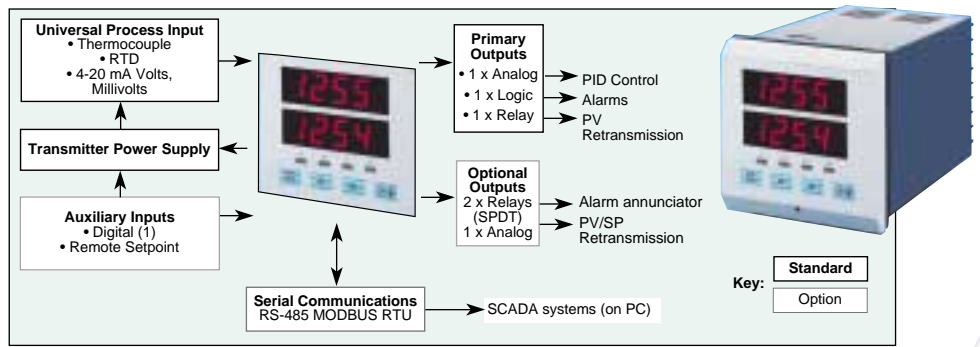 Universal Process Input
• Thermocouple
• RTD
• 4-20 mA Volts,
Millivolts
Transmitter Power Supply
Auxiliary Inputs
• Digital (1)
• Remote Setpoint
1255
1254
Primary
Outputs
• 1 x Analog
• 1 x Logic
• 1 x Relay
PID Control
Alarms
PV
Retransmission
Optional
Outputs
2 x Relays
(SPDT)
1 x Analog
Alarm annunciator
PV/SP
Retransmission
Serial Communications
RS-485 MODBUS RTU
SCADA systems (on PC)
Key:
Standard
Option
1255
1254